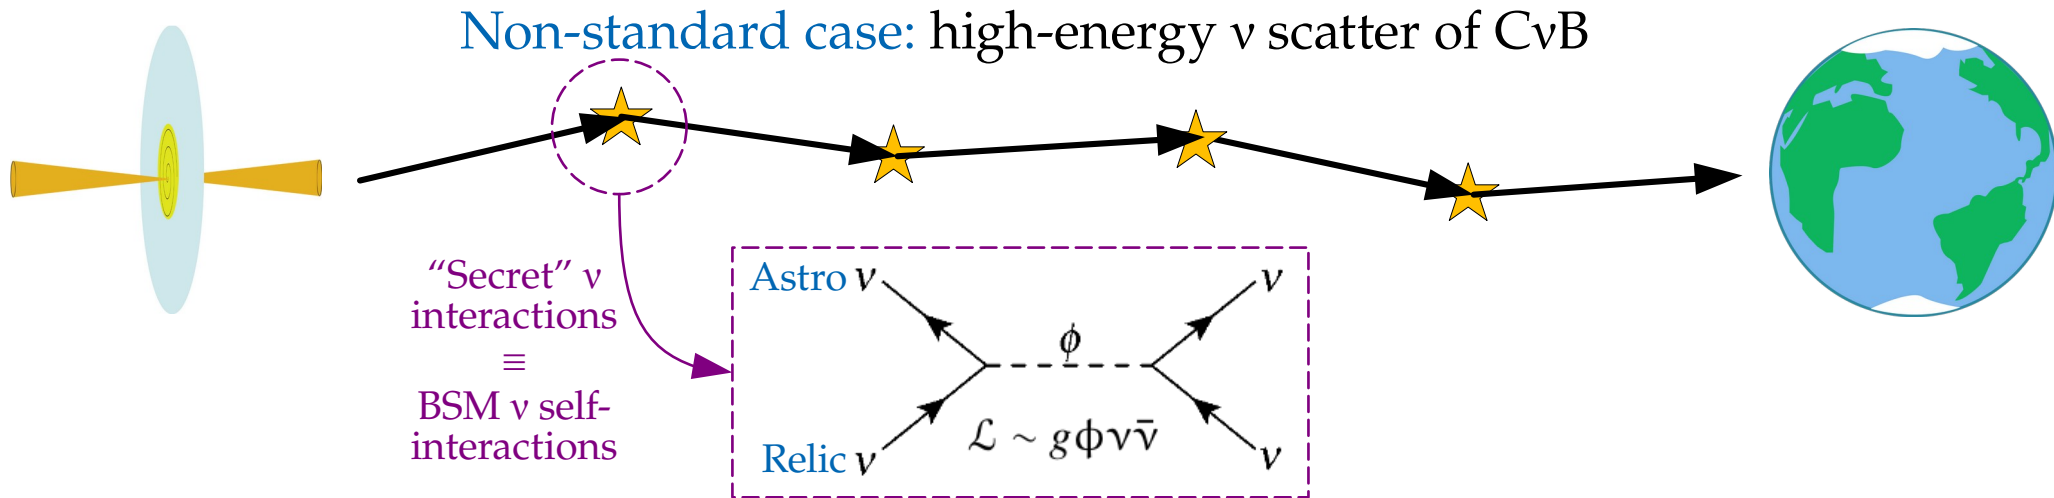 Non-standard case: high-energy ν scatter of CνB
“Secret” ν
interactions
≡
BSM ν self-
interactions
Astro ν
ν
ϕ
ℒ ~ gϕνν̄
Relic ν
ν